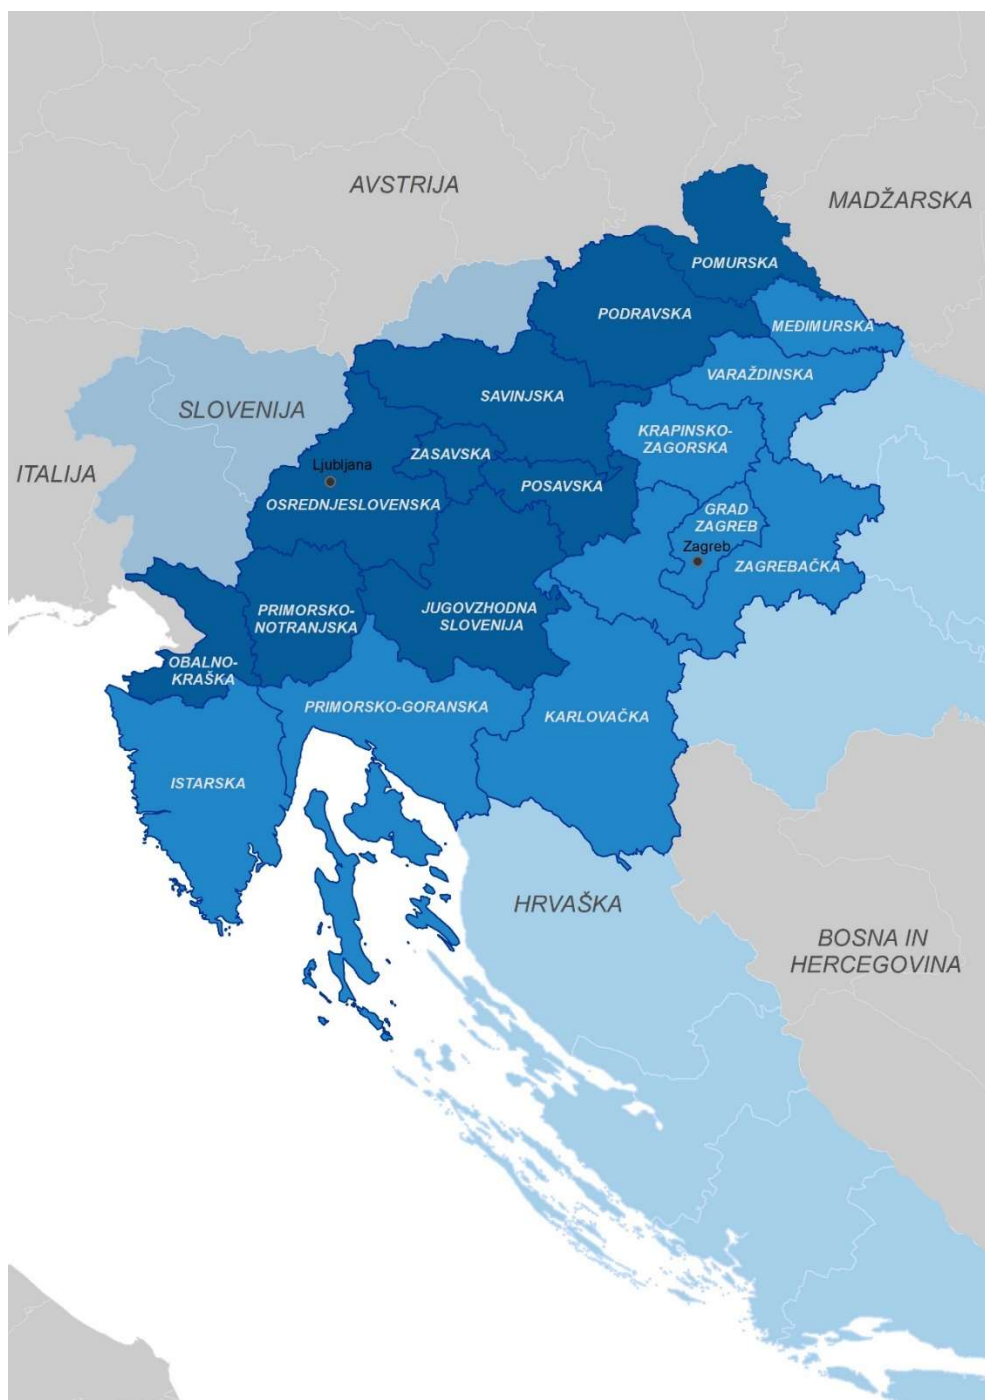 AVSTRIJA
MADŽARSKA
POMURSKA
PODRAVSKA
MEĐIMURSKA
VARAŽDINSKA
SAVINJSKA
SLOVENIJA
KRAPINSKO-
ZAGORSKA
ZASAVSKA
ITALIJA
Ljubljana
POSAVSKA
OSREDNJESLOVENSKA
GRAD
ZAGREB
Zagreb
ZAGREBAČKA
PRIMORSKO-
NOTRANJSKA
JUGOVZHODNA
SLOVENIJA
OBALNO-
KRAŠKA
PRIMORSKO-GORANSKA
KARLOVAČKA
ISTARSKA
HRVAŠKA
BOSNA IN
HERCEGOVINA